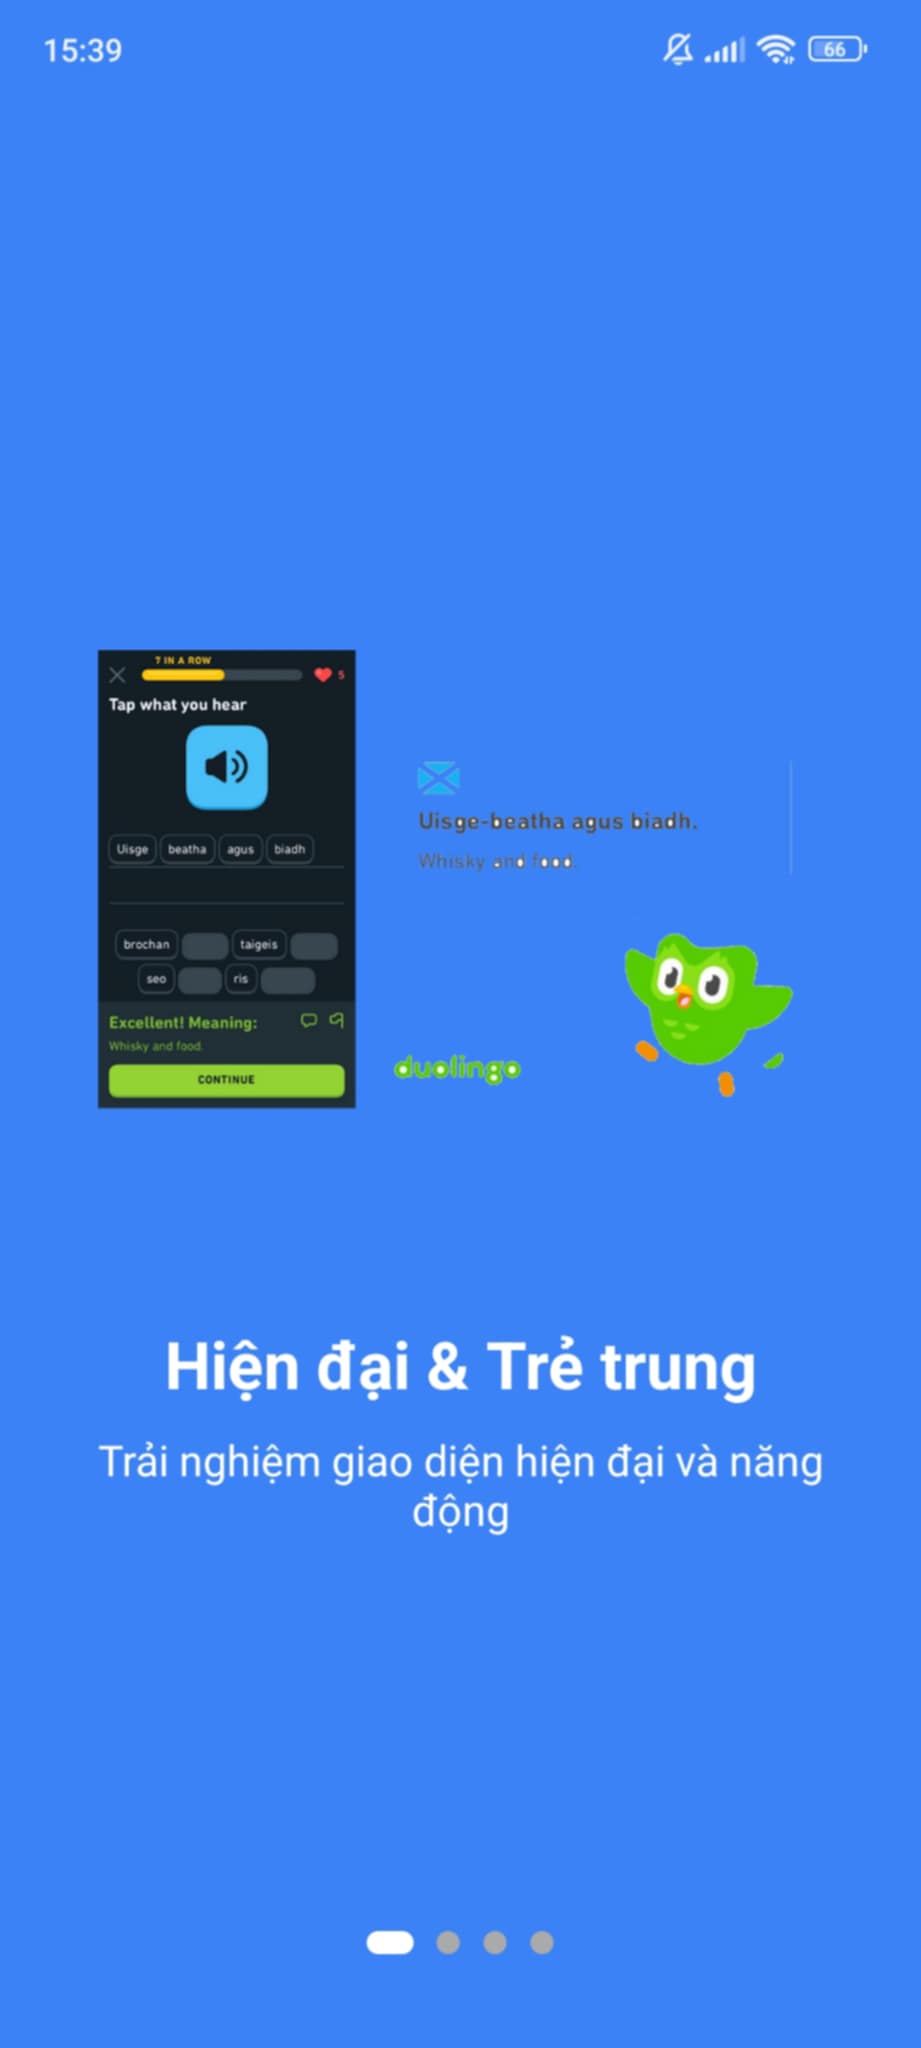 15:39
66
7 IN A ROW
5
Tap what you hear
Uisge beatha agus biadh
brochan taigeis
seo ris
Excellent! Meaning:
Whisky and food.
CONTINUE
Uisge-beatha agus biadh.
Whisky and food.
duolingo
Hiện đại & Trẻ trung
Trải nghiệm giao diện hiện đại và năng
động